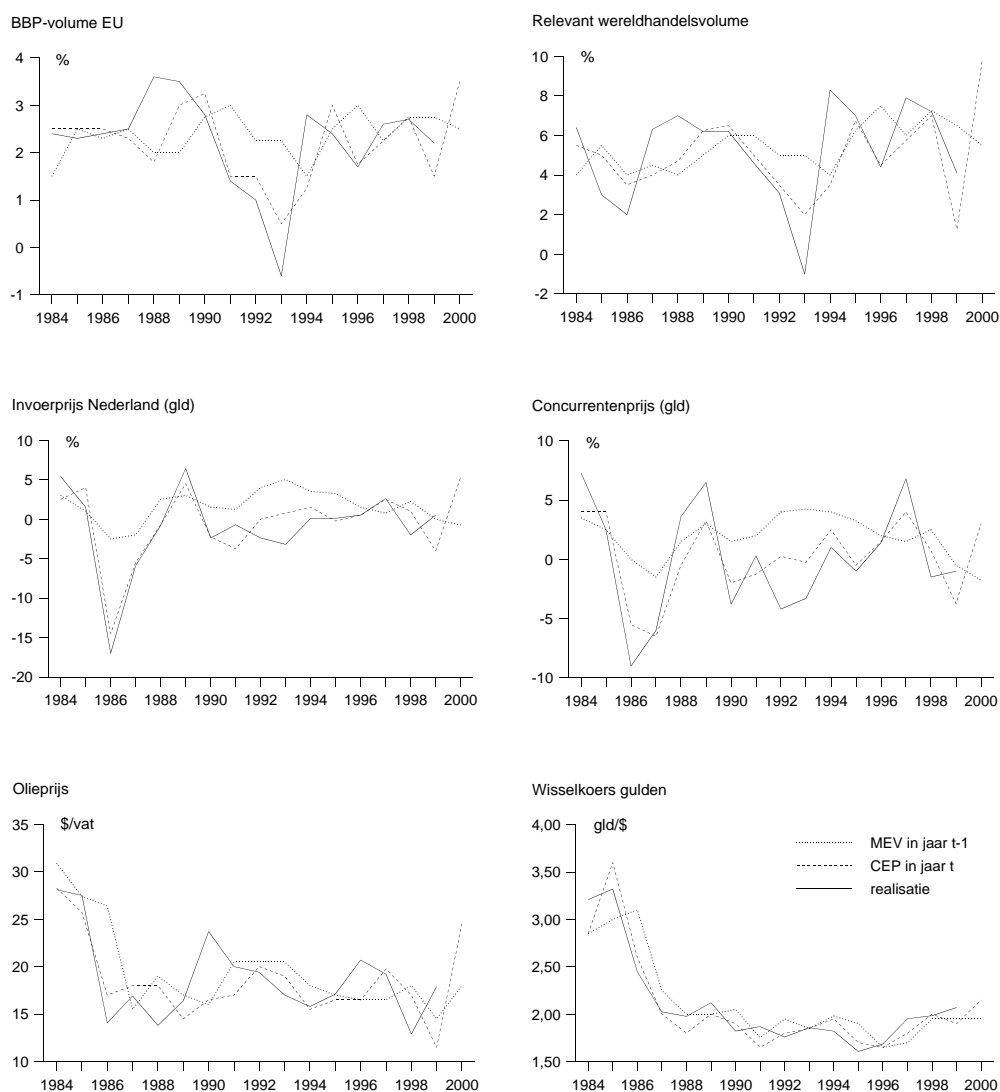 BBP-volume EU
%
4
3
2
1
0
-1
1984 1986 1988 1990 1992 1994 1996 1998 2000
Relevant wereldhandelsvolume
%
10
8
6
4
2
0
-2
1984 1986 1988 1990 1992 1994 1996 1998 2000
Invoerprijs Nederland (gld)
%
10
5
0
-5
-10
-15
-20
1984 1986 1988 1990 1992 1994 1996 1998 2000
Concurrentenprijs (gld)
%
10
5
0
-5
-10
1984 1986 1988 1990 1992 1994 1996 1998 2000
Olieprijs
$/vat
35
30
25
20
15
10
1984 1986 1988 1990 1992 1994 1996 1998 2000
Wisselkoers gulden
gld/$
4,00
3,50
3,00
2,50
2,00
1,50
MEV in jaar t-1
CEP in jaar t
realisatie
1984 1986 1988 1990 1992 1994 1996 1998 2000